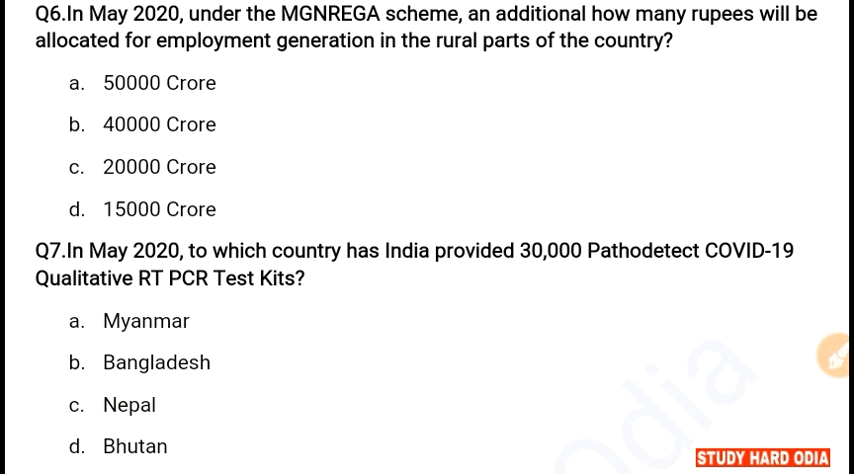 Q6.In May 2020, under the MGNREGA scheme, an additional how many rupees will be
allocated for employment generation in the rural parts of the country?
a. 50000 Crore
b. 40000 Crore
c. 20000 Crore
d. 15000 Crore
Q7.In May 2020, to which country has India provided 30,000 Pathodetect COVID-19
Qualitative RT PCR Test Kits?
a. Myanmar
b. Bangladesh
c. Nepal
d. Bhutan
STUDY HARD ODIA